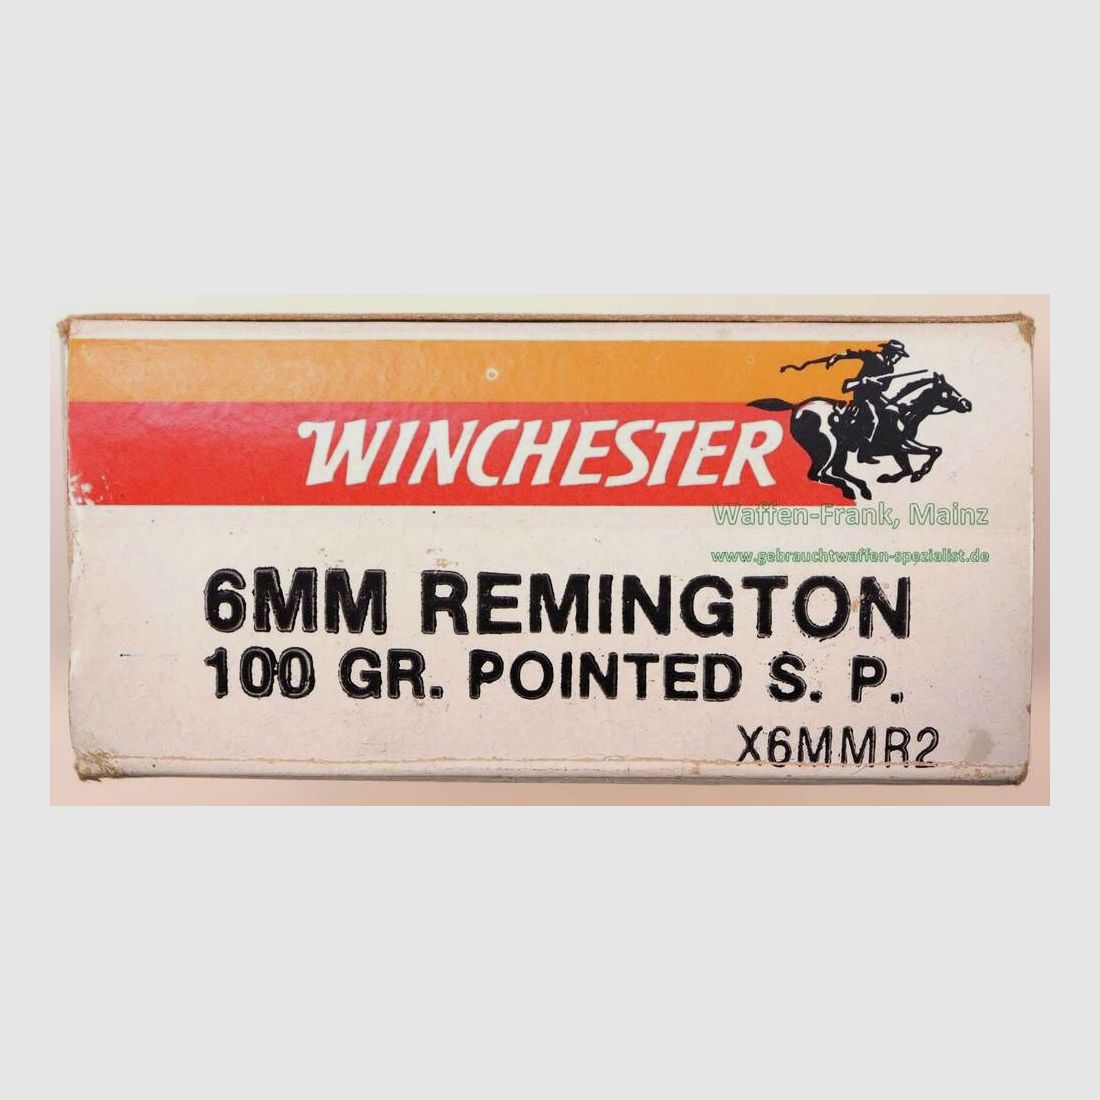 WINCHESTER
Waffen-Frank, Mainz
www.gebrauchtwaffen-spezialist.de
6MM REMINGTON
100 GR. POINTED S. P.
X6MMR2